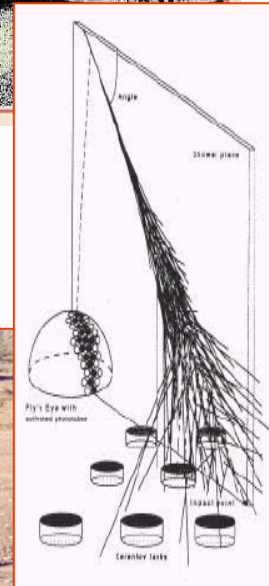 Angle
Shower plane
Fly's Eye with
activated phototubes
Impact point
Cerenkov tanks